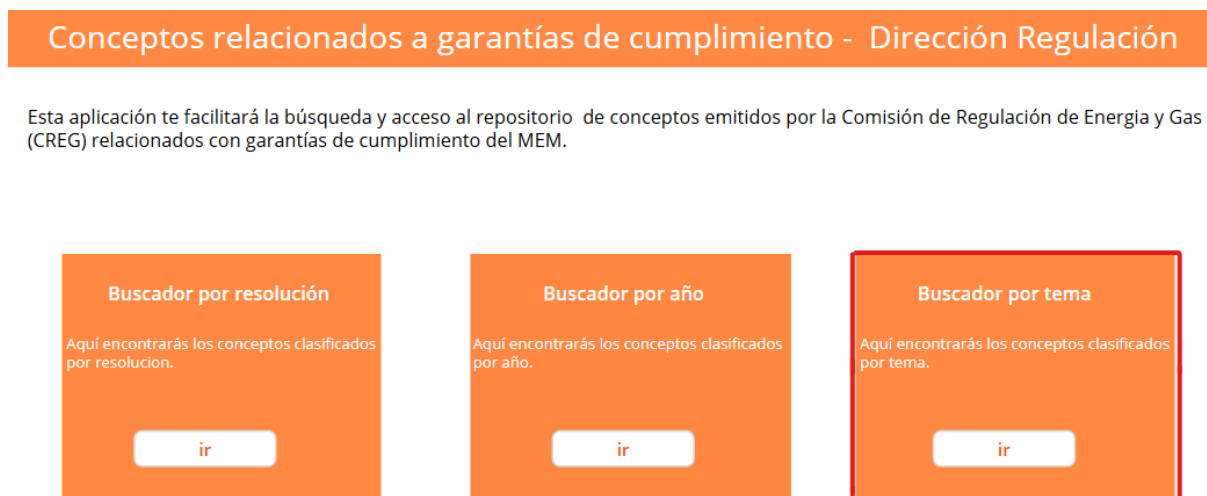 Conceptos relacionados a garantías de cumplimiento - Dirección Regulación
Esta aplicación te facilitará la búsqueda y acceso al repositorio de conceptos emitidos por la Comisión de Regulación de Energia y Gas
(CREG) relacionados con garantías de cumplimiento del MEM.
Buscador por resolución
Aquí encontrarás los conceptos clasificados
por resolucion.
ir
Buscador por año
Aquí encontrarás los conceptos clasificados
por año.
ir
Buscador por tema
Aquí encontrarás los conceptos clasificados
por tema.
ir